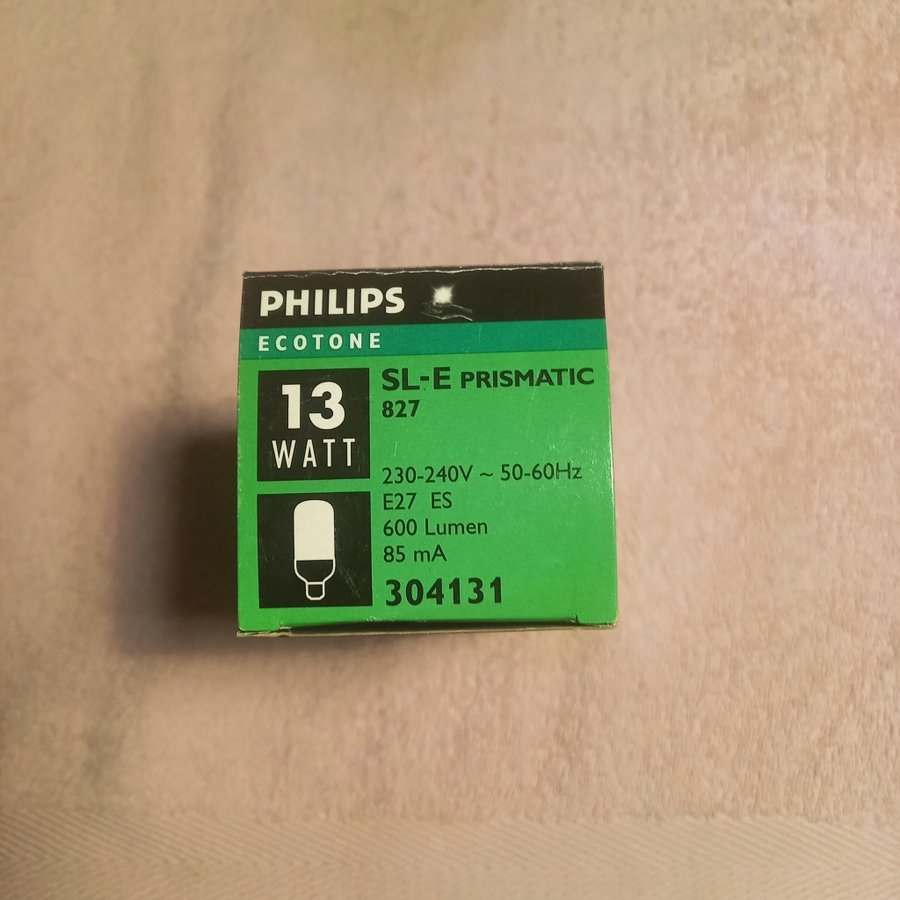 PHILIPS
ECOTONE
13
WATT
SL-E PRISMATIC
827
230-240V ~ 50-60Hz
E27 ES
600 Lumen
85 mA
304131